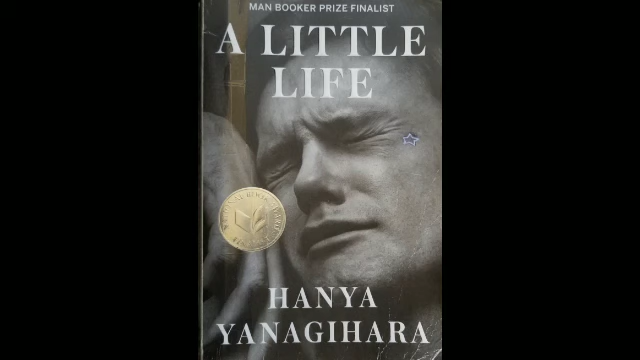 MAN BOOKER PRIZE FINALIST
A LITTLE
LIFE
HANYA
YANAGIHARA